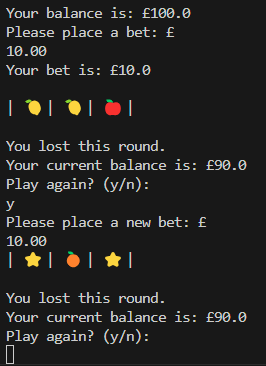 Your balance is: £100.0
Please place a bet: £
10.00
Your bet is: £10.0
| 🍋 | 🍋 | 🍎 |
You lost this round.
Your current balance is: £90.0
Play again? (y/n):
y
Please place a new bet: £
10.00
| ⭐ | 🍊 | ⭐ |
You lost this round.
Your current balance is: £90.0
Play again? (y/n):